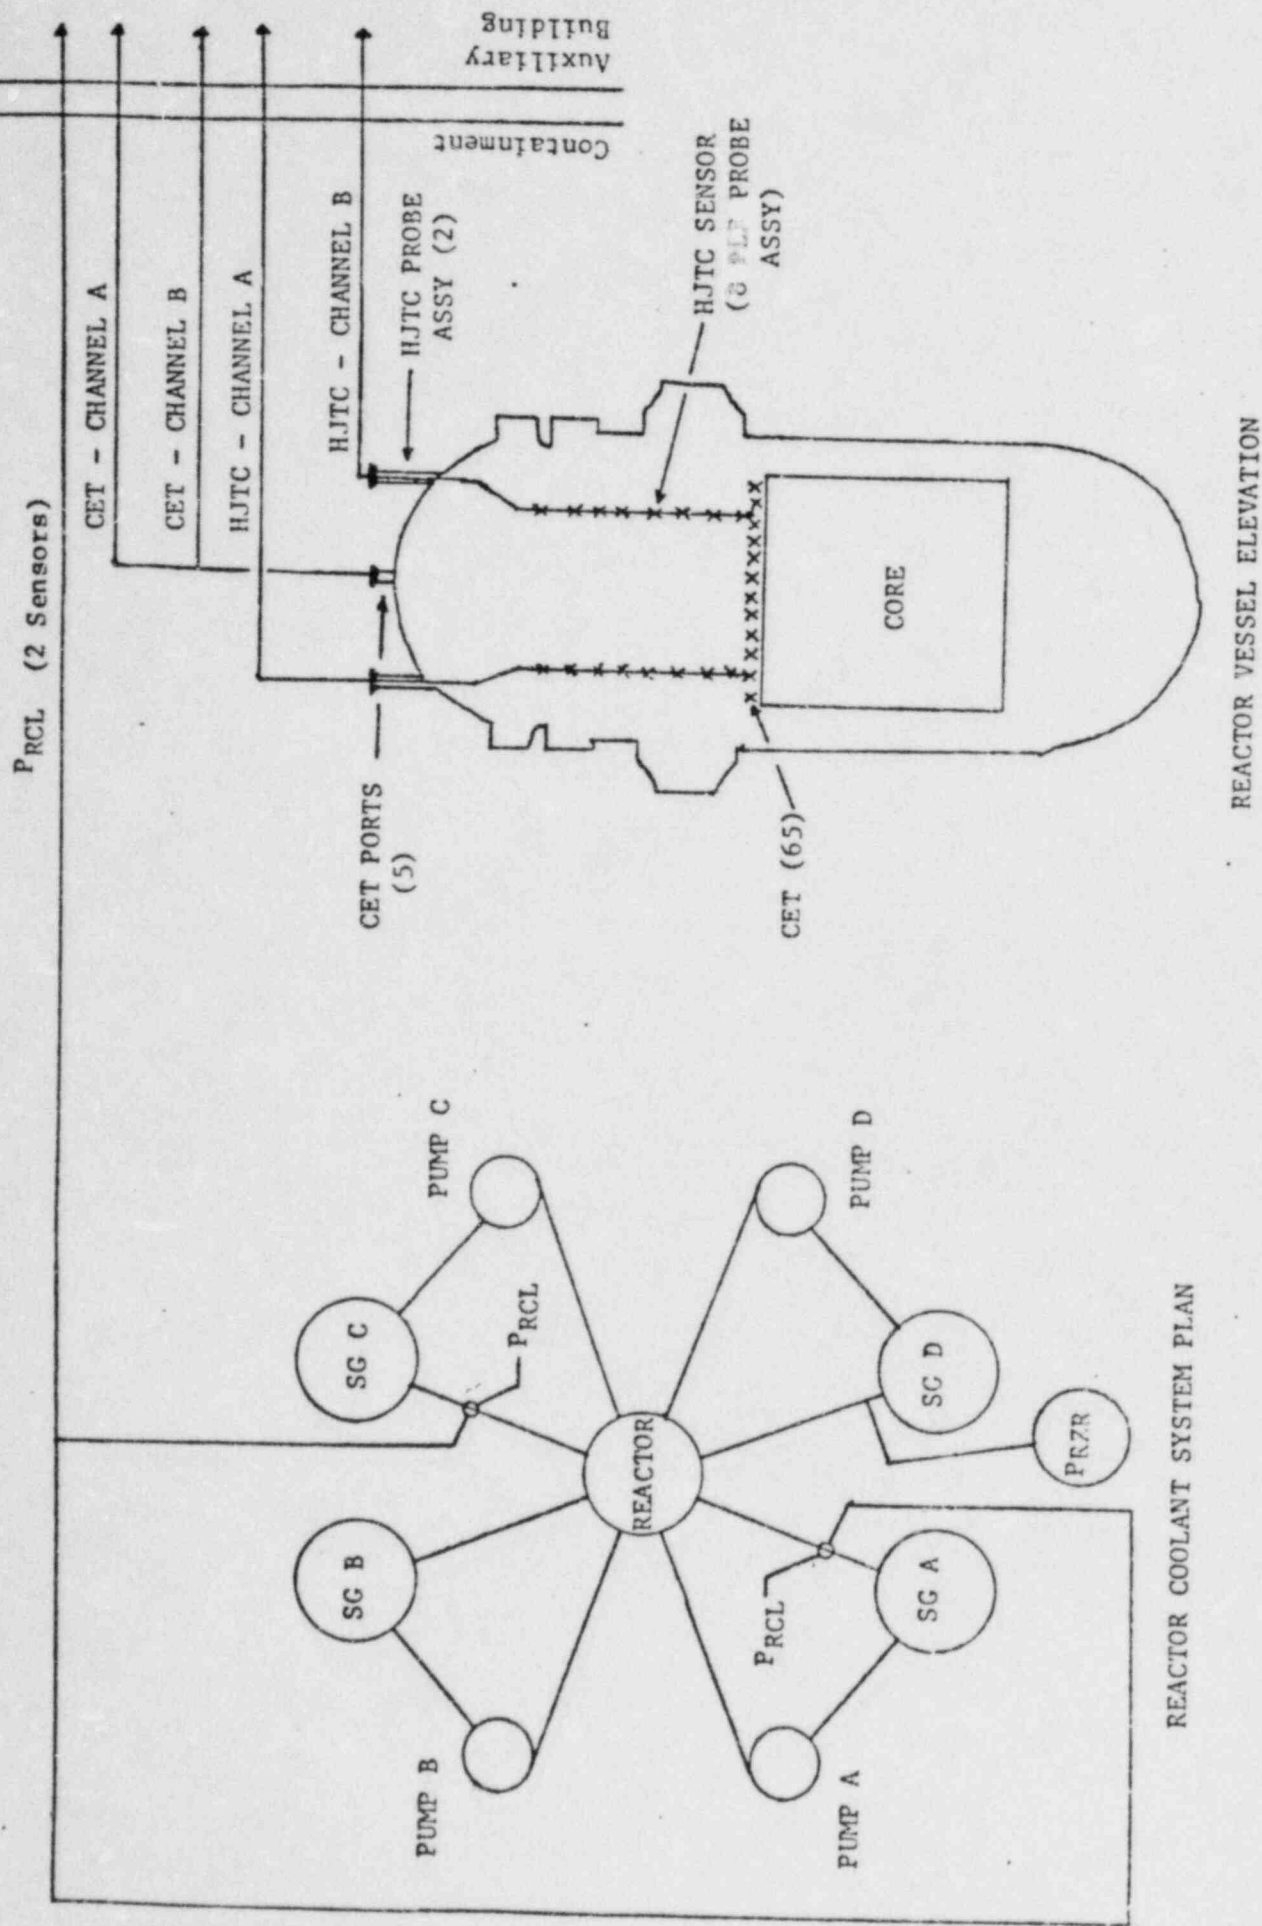 PRCL (2 Sensors)
CET - CHANNEL A
CET - CHANNEL B
HJTC - CHANNEL A
HJTC - CHANNEL B
Containment
Auxiliary
Building
HJTC PROBE
ASSY (2)
CET PORTS
(5)
HJTC SENSOR
PROBE
ASSY)
CET (65)
CORE
REACTOR VESSEL ELEVATION
PUMP B
SG B
SG C
PUMP C
PRCL
REACTOR
PRCL
PUMP A
SG A
SG D
PUMP D
PRZR
REACTOR COOLANT SYSTEM PLAN